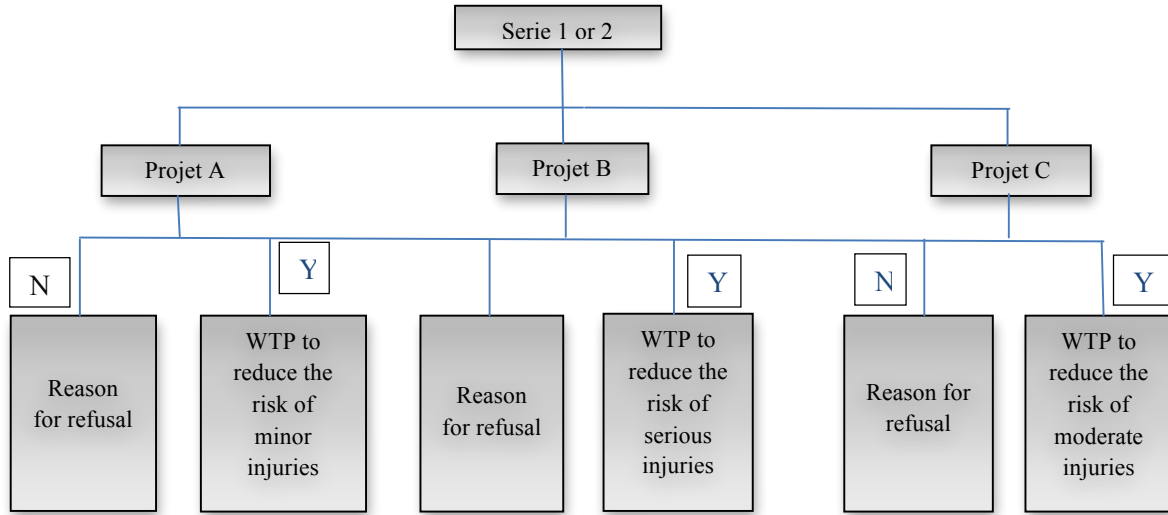 Serie 1 or 2
Projet A
Projet B
Projet C
N
Y
Y
N
Y
Reason
for refusal
WTP to
reduce the
risk of
minor
injuries
Reason
for refusal
WTP to
reduce the
risk of
serious
injuries
Reason for
refusal
WTP to
reduce the
risk of
moderate
injuries